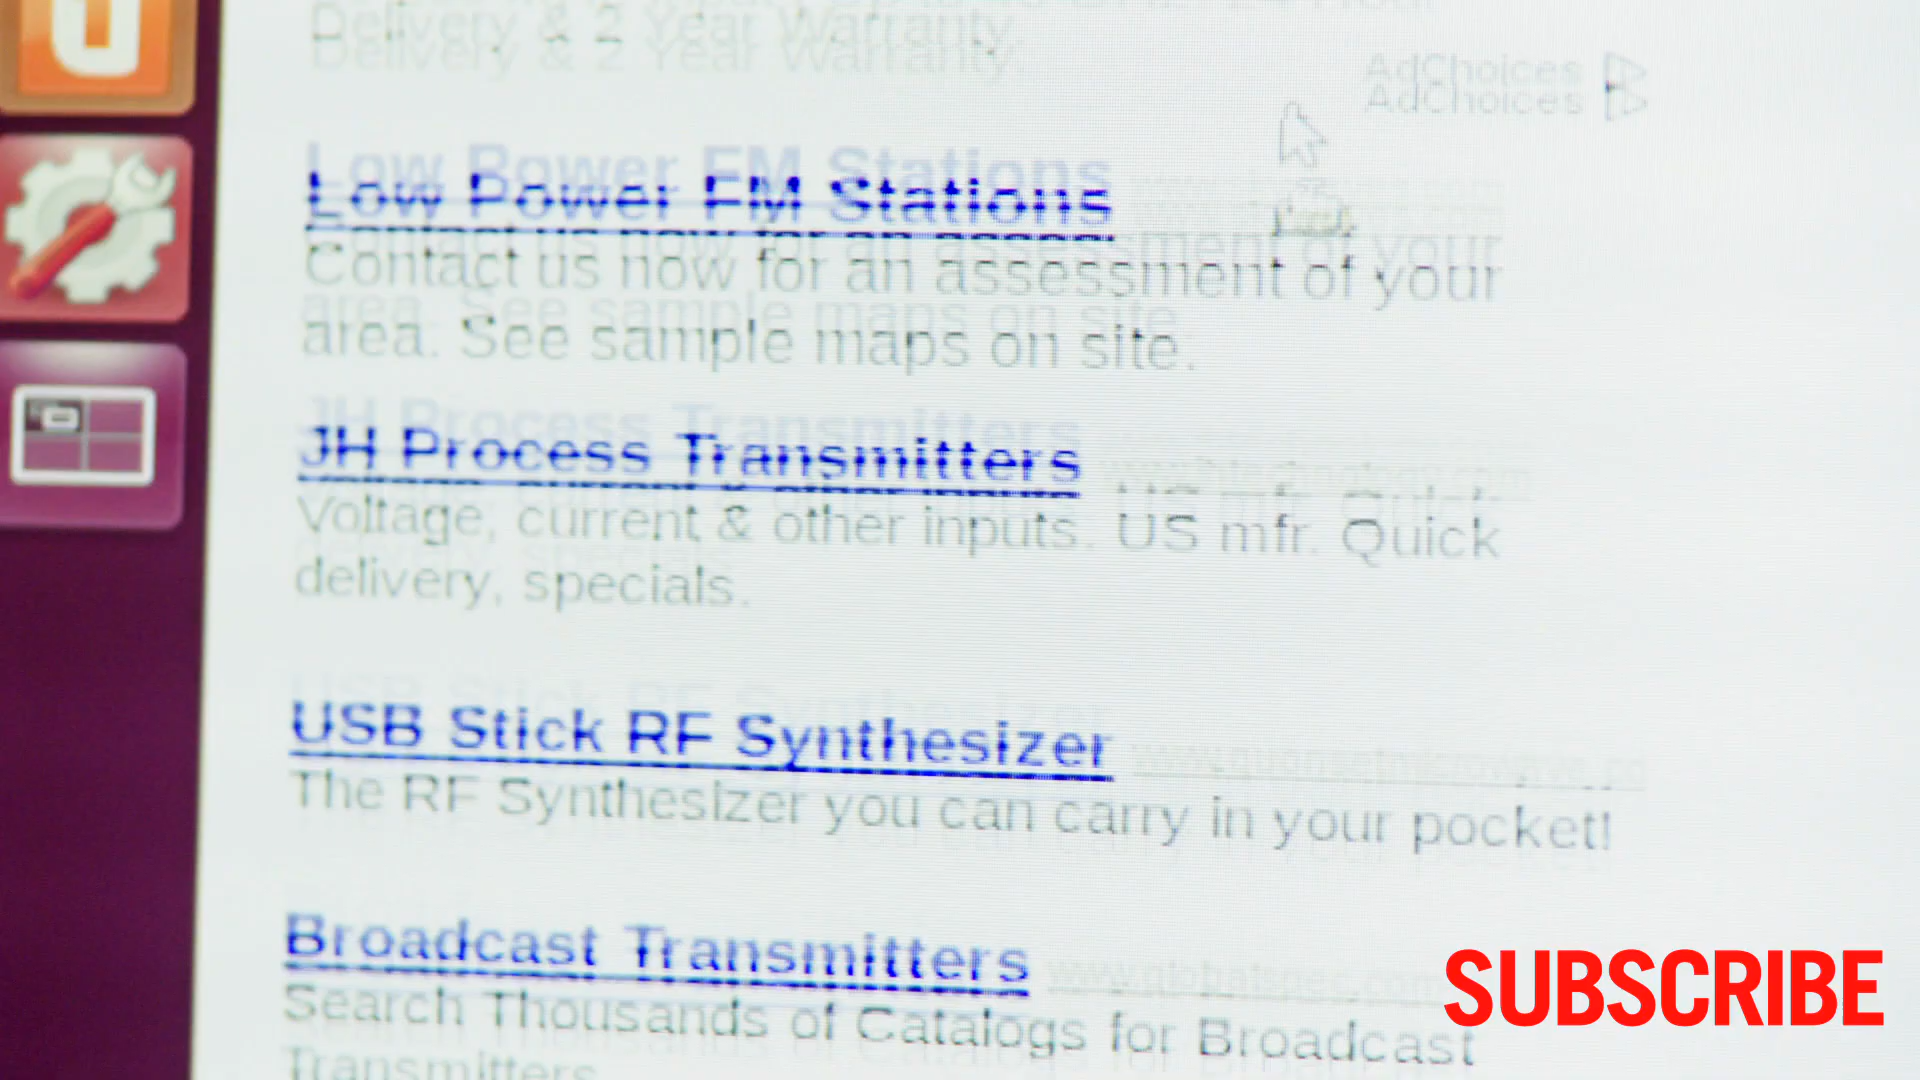 Delivery & 2 Year Warranty.
AdChoices
Low Power FM Stations
Contact us now for an assessment of your
area. See sample maps on site.
JH Process Transmitters
Voltage, current & other inputs. US mfr. Quick
delivery, specials.
USB Stick RF Synthesizer
The RF Synthesizer you can carry in your pocket!
Broadcast Transmitters
Search Thousands of Catalogs for Broadcast
Transmitters
SUBSCRIBE